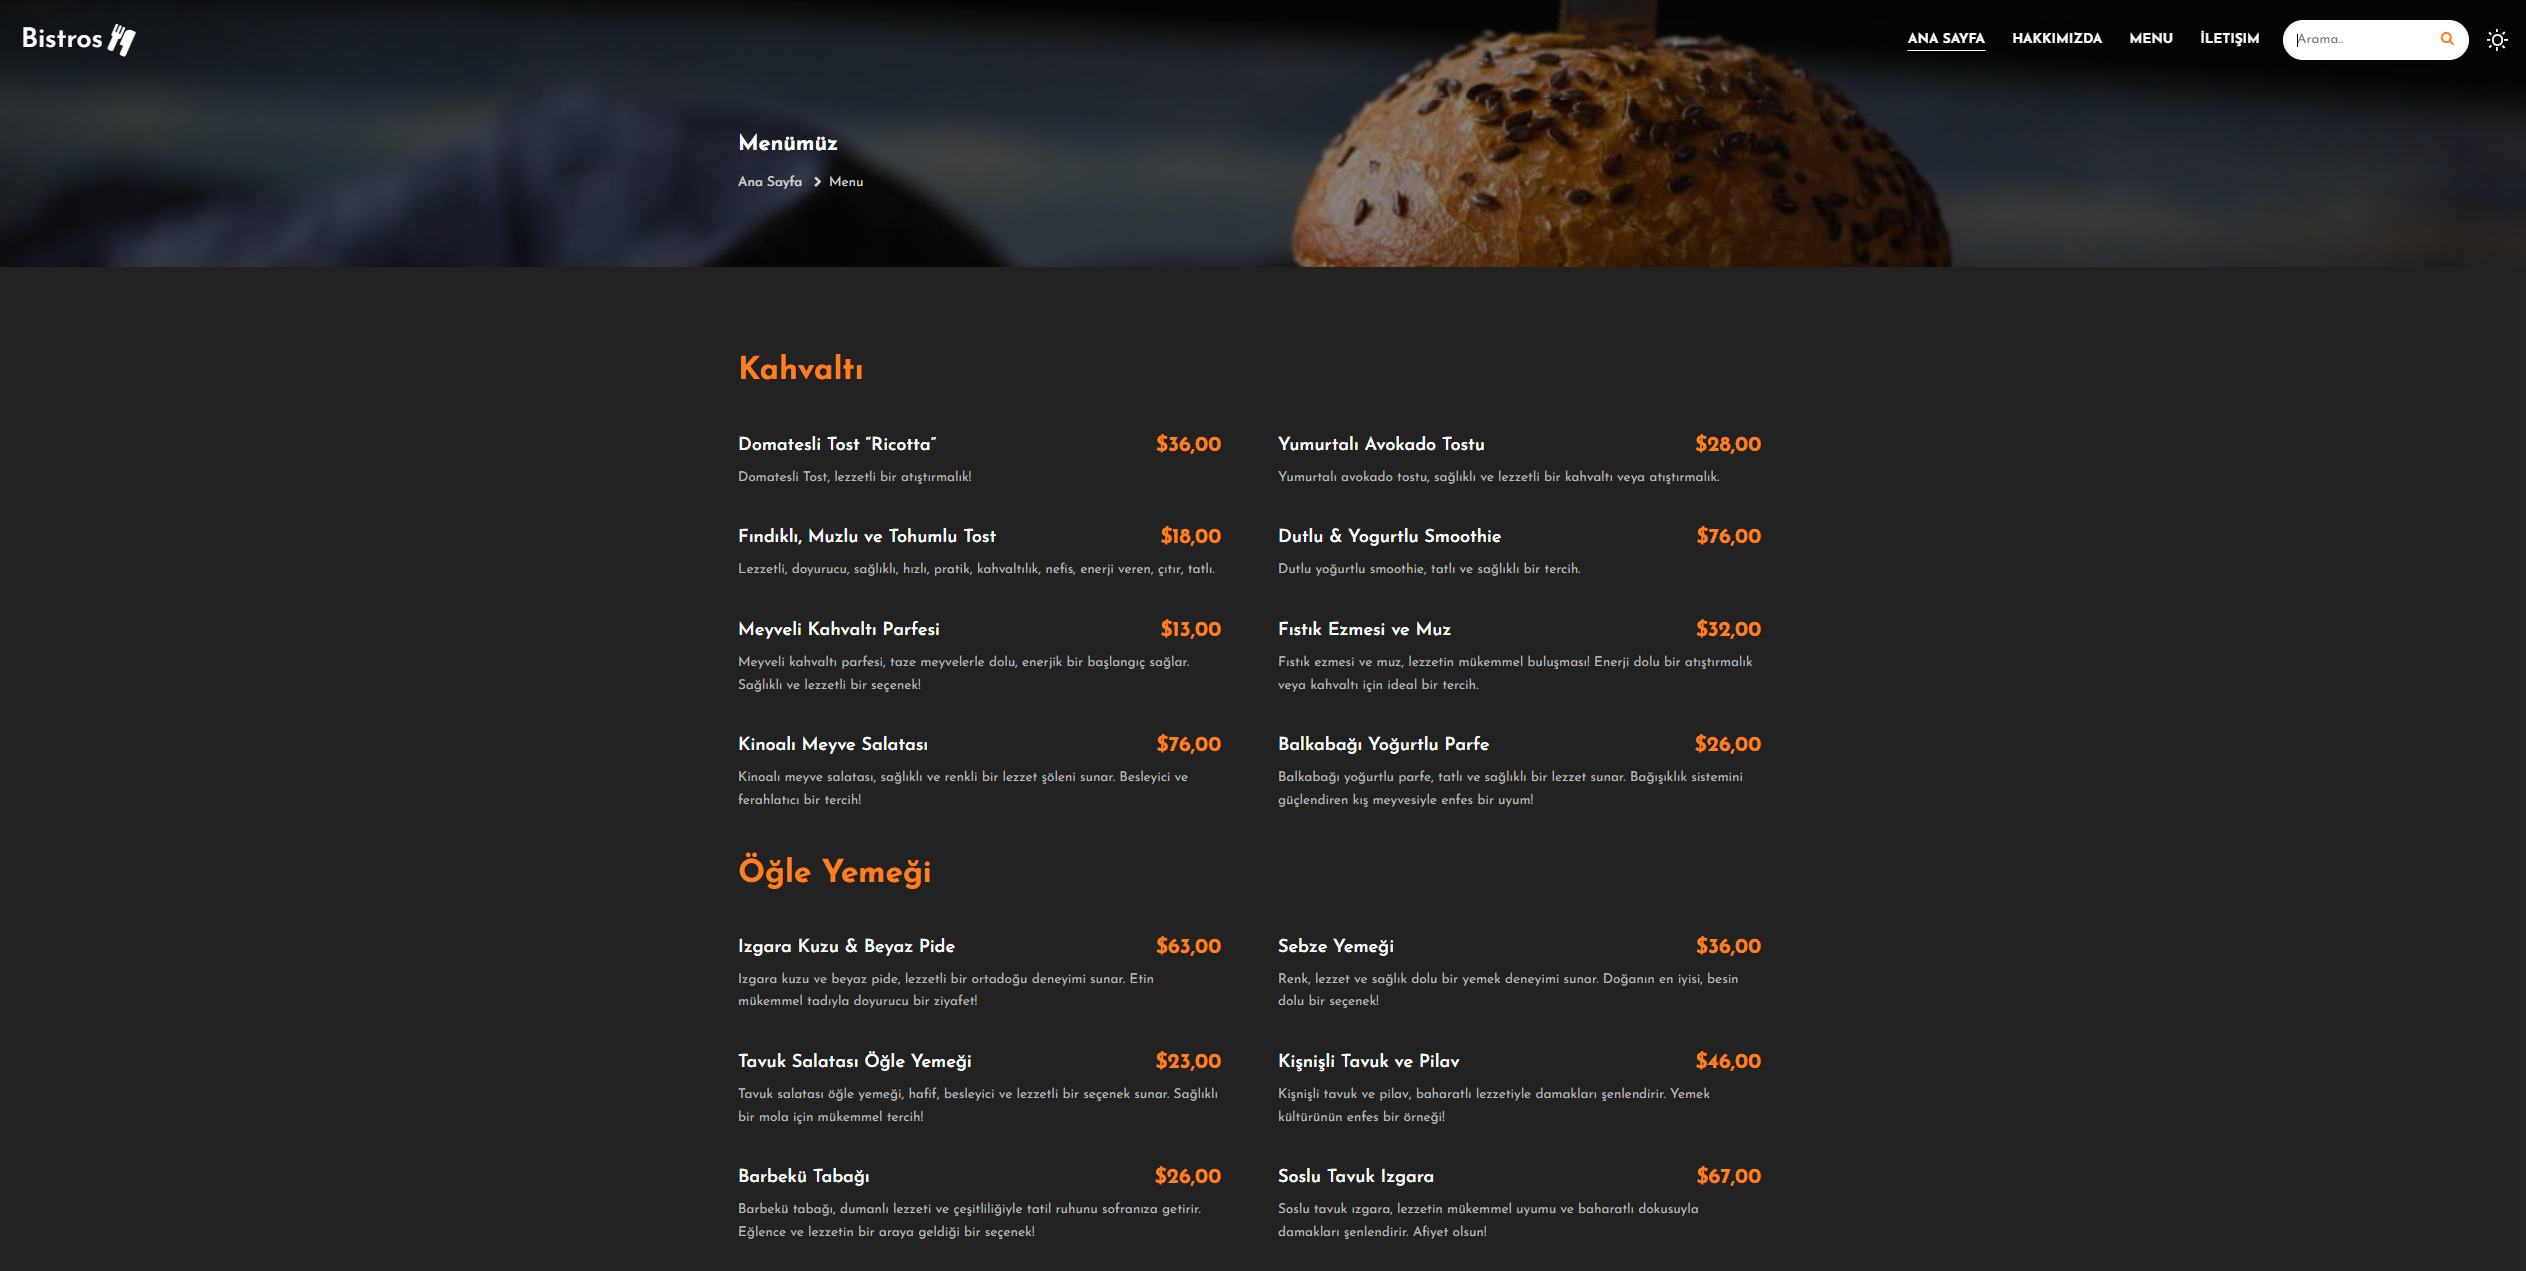 Bistros
ANA SAYFA
HAKKIMIZDA
MENU
İLETIŞIM
Arama..
Menümüz
Ana Sayfa > Menu
Kahvaltı
Domatesli Tost "Ricotta" $36,00
Domatesli Tost, lezzetli bir atıştırmalık!
Yumurtalı Avokado Tostu $28,00
Yumurtalı avokado tostu, sağlıklı ve lezzetli bir kahvaltı veya atıştırmalık.
Fındıklı, Muzlu ve Tohumlu Tost $18,00
Lezzetli, doyurucu, sağlıklı, hızlı, pratik, kahvaltılık, nefis, enerji veren, çıtır, tatlı.
Dutlu & Yogurtlu Smoothie $76,00
Dutlu yoğurtlu smoothie, tatlı ve sağlıklı bir tercih.
Meyveli Kahvaltı Parfesi $13,00
Meyveli kahvaltı parfesi, taze meyvelerle dolu, enerjik bir başlangıç sağlar.
Sağlıklı ve lezzetli bir seçenek!
Fıstık Ezmesi ve Muz $32,00
Fıstık ezmesi ve muz, lezzetin mükemmel buluşması! Enerji dolu bir atıştırmalık
veya kahvaltı için ideal bir tercih.
Kinoalı Meyve Salatası $76,00
Kinoalı meyve salatası, sağlıklı ve renkli bir lezzet şöleni sunar. Besleyici ve
ferahlatıcı bir tercih!
Balkabağı Yoğurtlu Parfe $26,00
Balkabağı yoğurtlu parfe, tatlı ve sağlıklı bir lezzet sunar. Bağışıklık sistemini
güçlendiren kış meyvesiyle enfes bir uyum!
Öğle Yemeği
Izgara Kuzu & Beyaz Pide $63,00
Izgara kuzu ve beyaz pide, lezzetli bir ortadoğu deneyimi sunar. Etin
mükemmel tadıyla doyurucu bir ziyafet!
Sebze Yemeği $36,00
Renk, lezzet ve sağlık dolu bir yemek deneyimi sunar. Doğanın en iyisi, besin
dolu bir seçenek!
Tavuk Salatası Öğle Yemeği $23,00
Tavuk salatası öğle yemeği, hafif, besleyici ve lezzetli bir seçenek sunar. Sağlıklı
bir mola için mükemmel tercih!
Kişnişli Tavuk ve Pilav $46,00
Kişnişli tavuk ve pilav, baharatlı lezzetiyle damakları şenlendirir. Yemek
kültürünün enfes bir örneği!
Barbekü Tabağı $26,00
Barbekü tabağı, dumanlı lezzeti ve çeşitliliğiyle tatil ruhunu sofranıza getirir.
Eğlence ve lezzetin bir araya geldiği bir seçenek!
Soslu Tavuk Izgara $67,00
Soslu tavuk ızgara, lezzetin mükemmel uyumu ve baharatlı dokusuyla
damakları şenlendirir. Afiyet olsun!